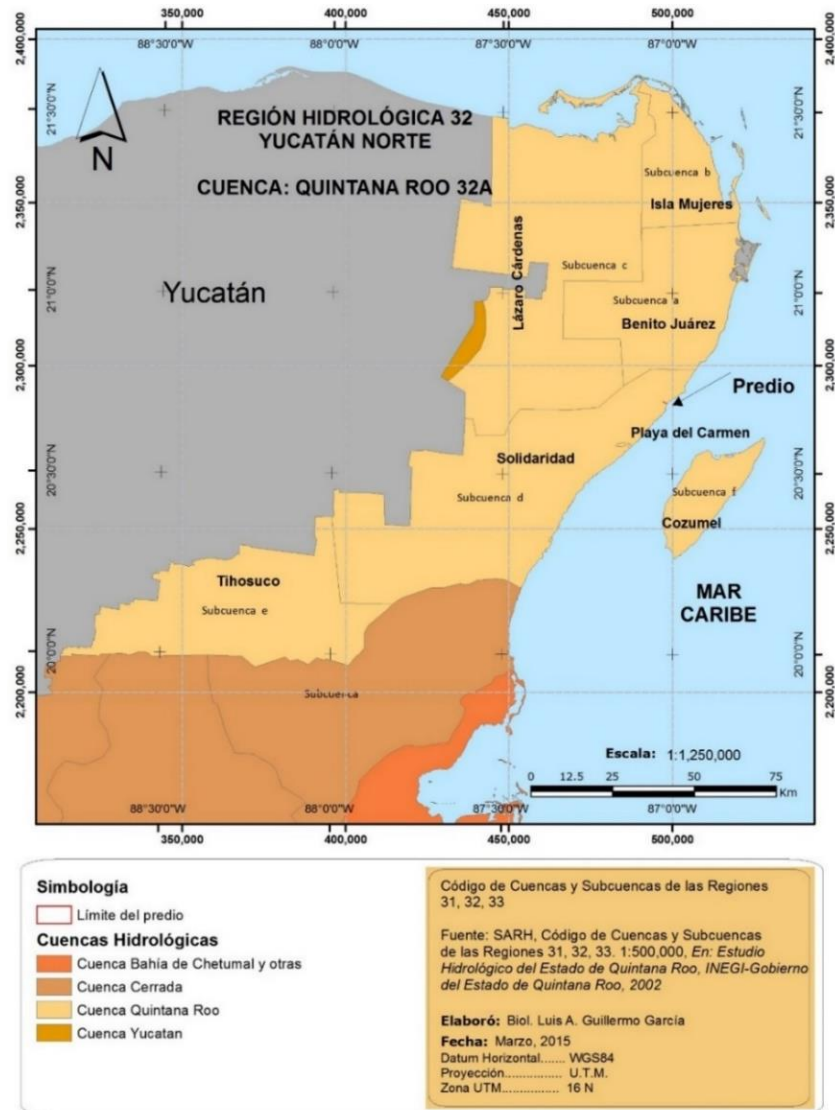 350,000 400,000 450,000 500,000
88°30'0"W 88°0'0"W 87°30'0"W 87°0'0"W
2,400,000 2,400,000
21°30'0"N 21°30'0"N
N
REGIÓN HIDROLÓGICA 32
YUCATÁN NORTE
CUENCA: QUINTANA ROO 32A
Subcuenca b
Isla Mujeres
2,350,000 2,350,000
Lázaro Cárdenas
Subcuenca c
Yucatán
21°0'0"N 21°0'0"N
Subcuenca a
Benito Juárez
2,300,000 2,300,000
Predio
Playa del Carmen
Solidaridad
20°30'0"N 20°30'0"N
Subcuenca d
Subcuenca f
Cozumel
2,250,000 2,250,000
Tihosuco
Subcuenca e
MAR
CARIBE
20°0'0"N 20°0'0"N
2,200,000 2,200,000
Subcuenca
Escala: 1:1,250,000
0 12.5 25 50 75
Km
88°30'0"W 88°0'0"W 87°30'0"W 87°0'0"W
350,000 400,000 450,000 500,000
Simbología
Límite del predio
Cuencas Hidrológicas
Cuenca Bahía de Chetumal y otras
Cuenca Cerrada
Cuenca Quintana Roo
Cuenca Yucatan
Código de Cuencas y Subcuencas de las Regiones
31, 32, 33
Fuente: SARH, Código de Cuencas y Subcuencas
de las Regiones 31, 32, 33. 1:500,000, En: Estudio
Hidrológico del Estado de Quintana Roo, INEGI-Gobierno
del Estado de Quintana Roo, 2002
Elaboró: Biol. Luis A. Guillermo García
Fecha: Marzo, 2015
Datum Horizontal...... WGS84
Proyección............... U.T.M.
Zona UTM............... 16 N